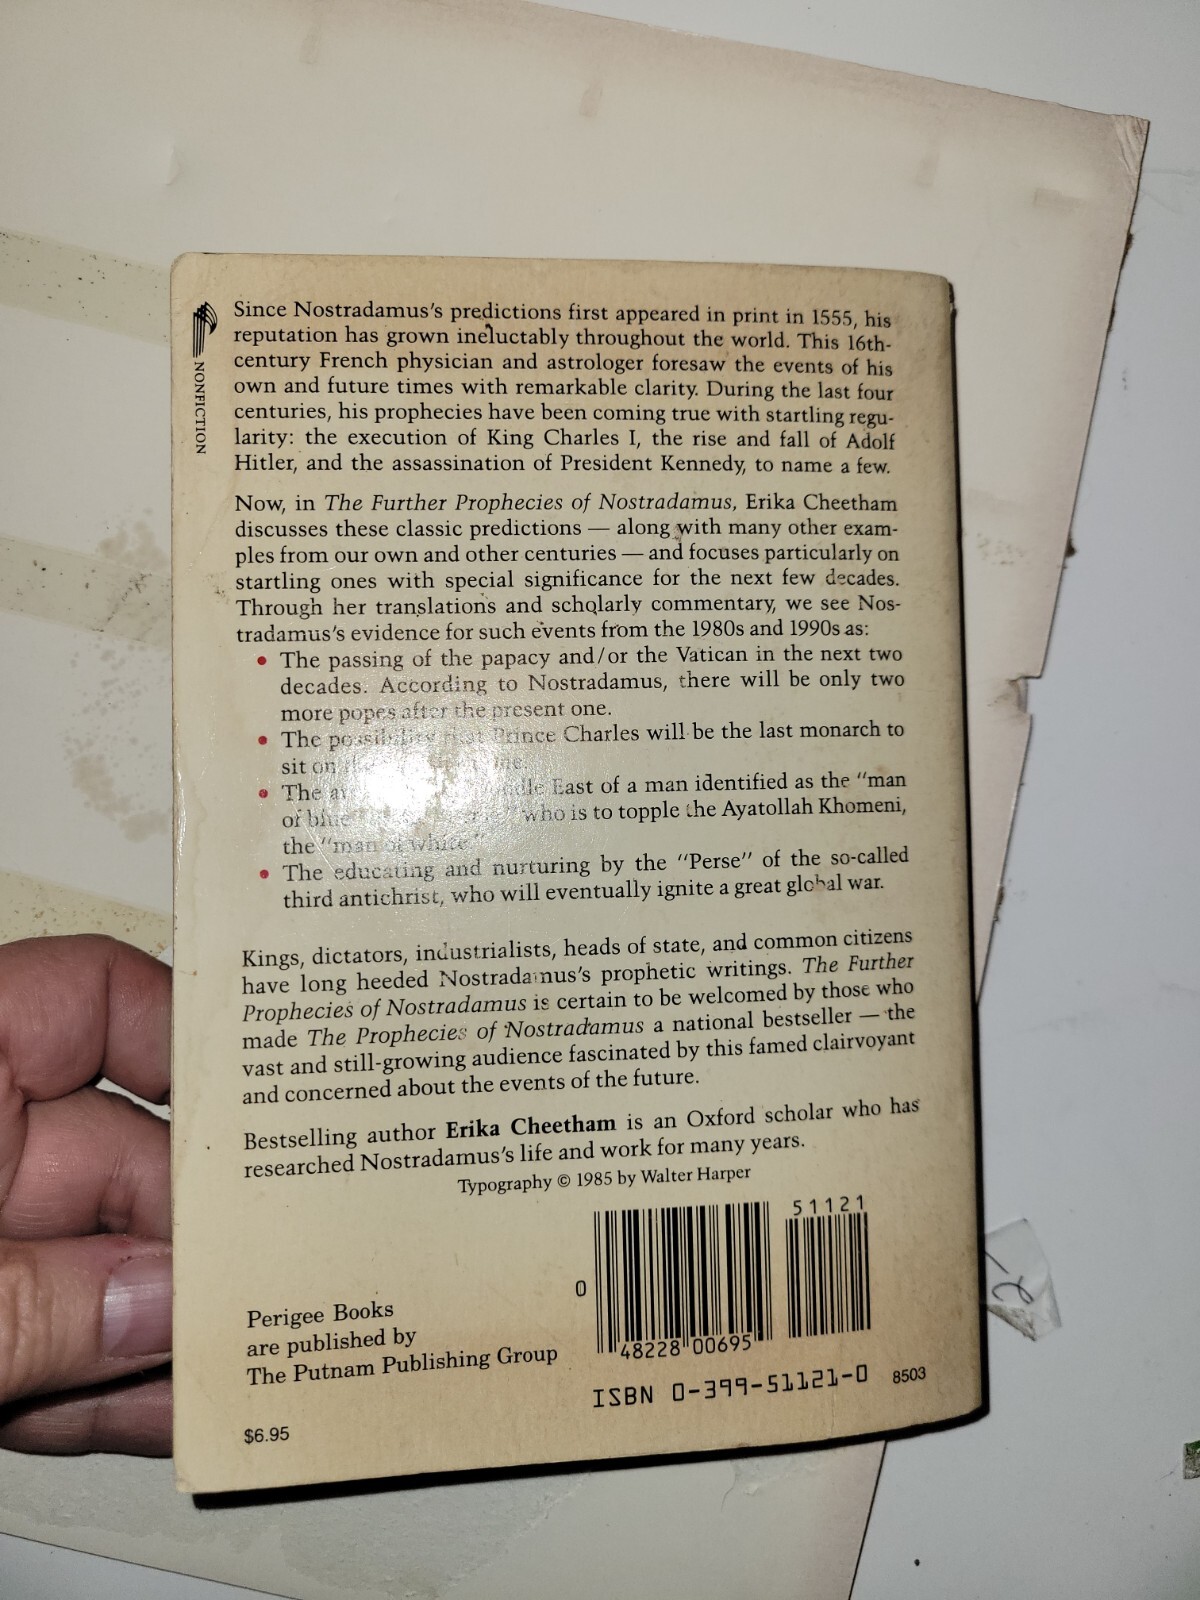 NONFICTION
Since Nostradamus's predictions first appeared in print in 1555, his
reputation has grown ineluctably throughout the world. This 16th-
century French physician and astrologer foresaw the events of his
own and future times with remarkable clarity. During the last four
centuries, his prophecies have been coming true with startling regu-
larity: the execution of King Charles I, the rise and fall of Adolf
Hitler, and the assassination of President Kennedy, to name a few.
Now, in The Further Prophecies of Nostradamus, Erika Cheetham
discusses these classic predictions — along with many other exam-
ples from our own and other centuries — and focuses particularly on
startling ones with special significance for the next few decades.
Through her translations and scholarly commentary, we see Nos-
tradamus's evidence for such events from the 1980s and 1990s as:
• The passing of the papacy and/or the Vatican in the next two
decades. According to Nostradamus, there will be only two
more popes after the present one.
• The possibility that Prince Charles will be the last monarch to
sit on
• The East of a man identified as the "man
of blue who is to topple the Ayatollah Khomeni,
the "man of white."
• The educating and nurturing by the "Perse" of the so-called
third antichrist, who will eventually ignite a great global war.
Kings, dictators, industrialists, heads of state, and common citizens
have long heeded Nostradamus's prophetic writings. The Further
Prophecies of Nostradamus is certain to be welcomed by those who
made The Prophecies of Nostradamus a national bestseller — the
vast and still-growing audience fascinated by this famed clairvoyant
and concerned about the events of the future.
Bestselling author Erika Cheetham is an Oxford scholar who has
researched Nostradamus's life and work for many years.
Typography © 1985 by Walter Harper
51121
0
48228 00695
Perigee Books
are published by
The Putnam Publishing Group
ISBN 0-399-51121-0
8503
$6.95